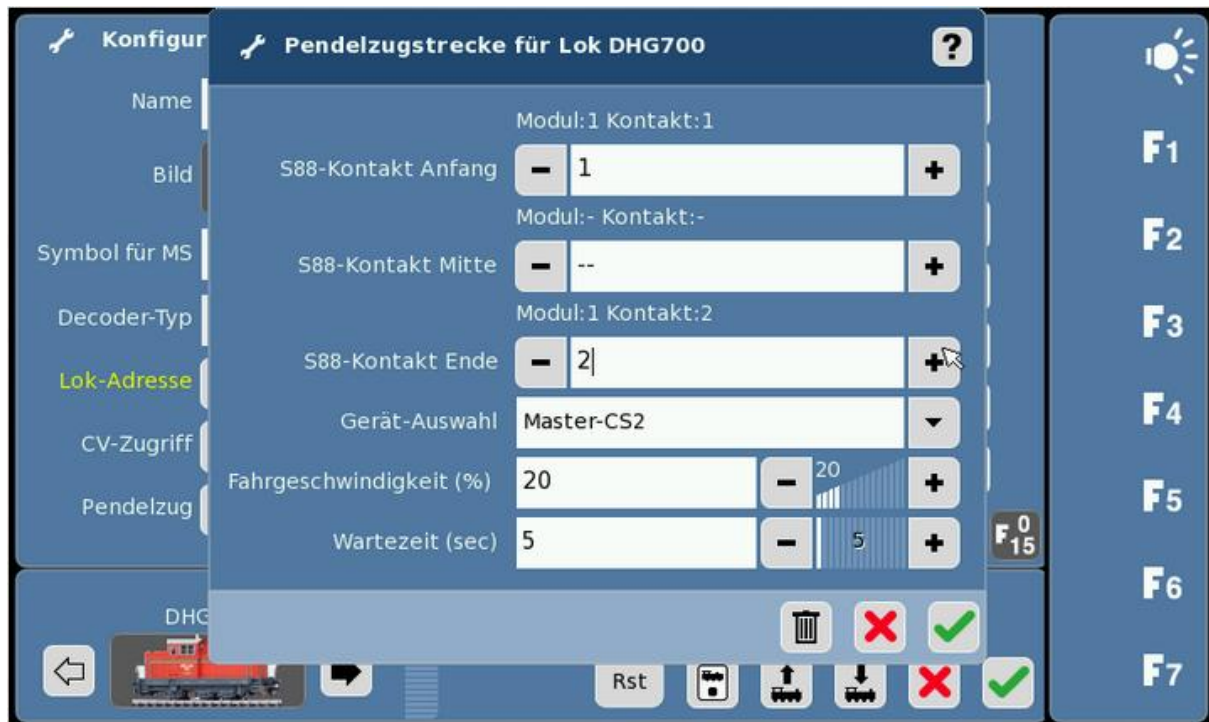 Konfigur
Pendelzugstrecke für Lok DHG700
?
Name
Bild
Symbol für MS
Decoder-Typ
Lok-Adresse
CV-Zugriff
Pendelzug
Modul:1 Kontakt:1
S88-Kontakt Anfang
1
Modul:- Kontakt:-
S88-Kontakt Mitte
--
Modul:1 Kontakt:2
S88-Kontakt Ende
2
Gerät-Auswahl
Master-CS2
Fahrgeschwindigkeit (%)
20
20
Wartezeit (sec)
5
5
F 0 15
DHG
Rst
F1
F2
F3
F4
F5
F6
F7